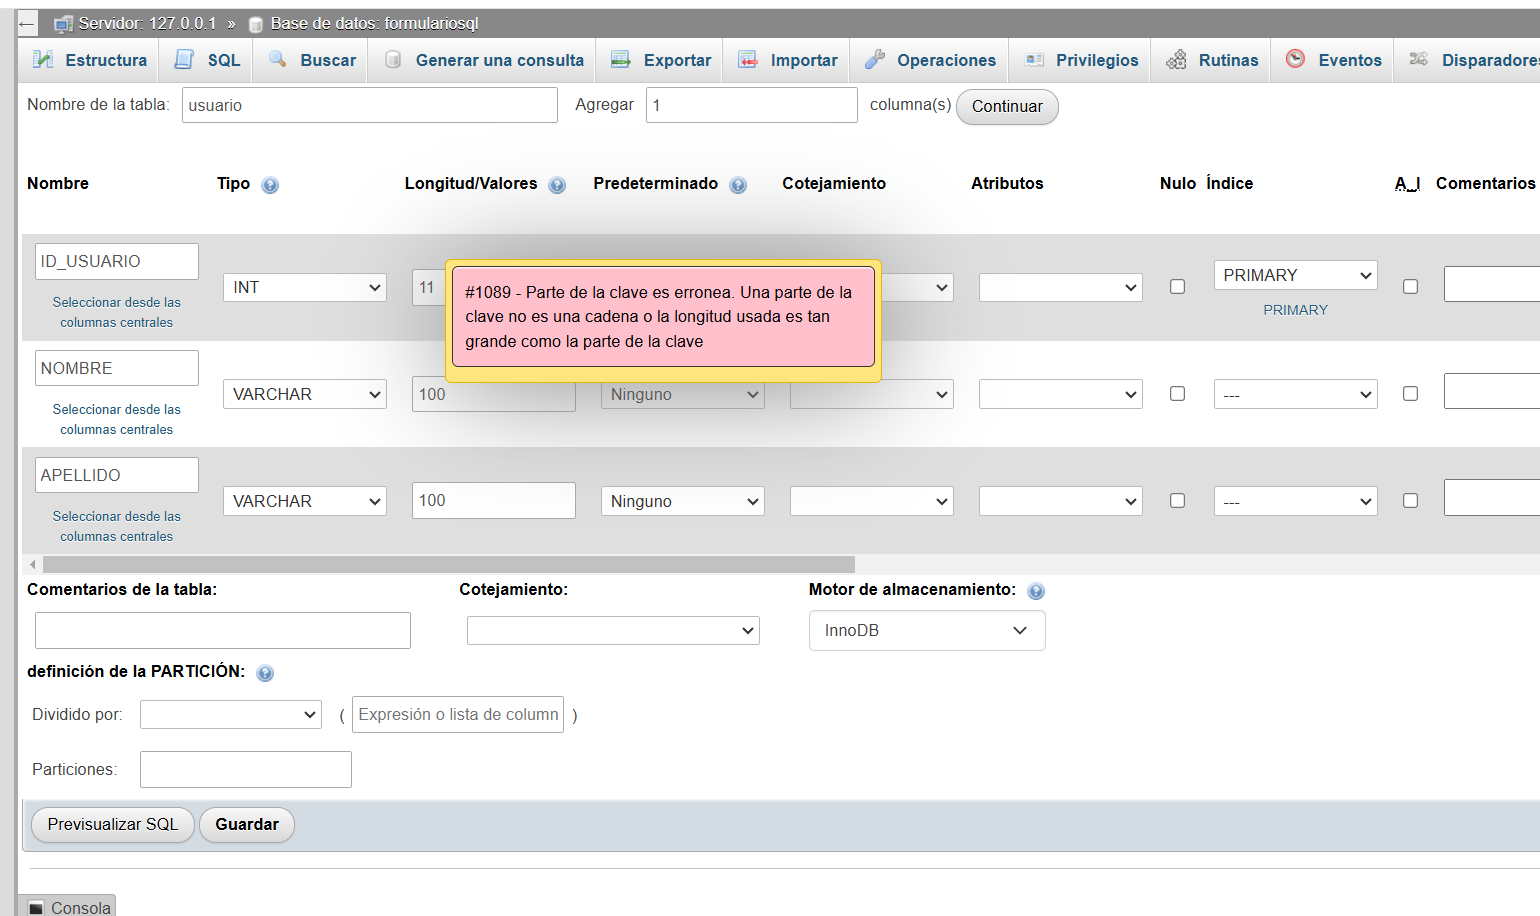 Servidor: 127.0.0.1 » Base de datos: formulariosql
Estructura SQL Buscar Generar una consulta Exportar Importar Operaciones Privilegios Rutinas Eventos Disparadores
Nombre de la tabla: usuario Agregar 1 columna(s) Continuar
Nombre Tipo Longitud/Valores Predeterminado Cotejamiento Atributos Nulo Índice A_I Comentarios
ID_USUARIO
Seleccionar desde las
columnas centrales
INT 11 PRIMARY
PRIMARY
#1089 - Parte de la clave es erronea. Una parte de la
clave no es una cadena o la longitud usada es tan
grande como la parte de la clave
NOMBRE
Seleccionar desde las
columnas centrales
VARCHAR 100 Ninguno ---
APELLIDO
Seleccionar desde las
columnas centrales
VARCHAR 100 Ninguno ---
Comentarios de la tabla: Cotejamiento: Motor de almacenamiento:
InnoDB
definición de la PARTICIÓN:
Dividido por: ( Expresión o lista de column )
Particiones:
Previsualizar SQL Guardar
Consola